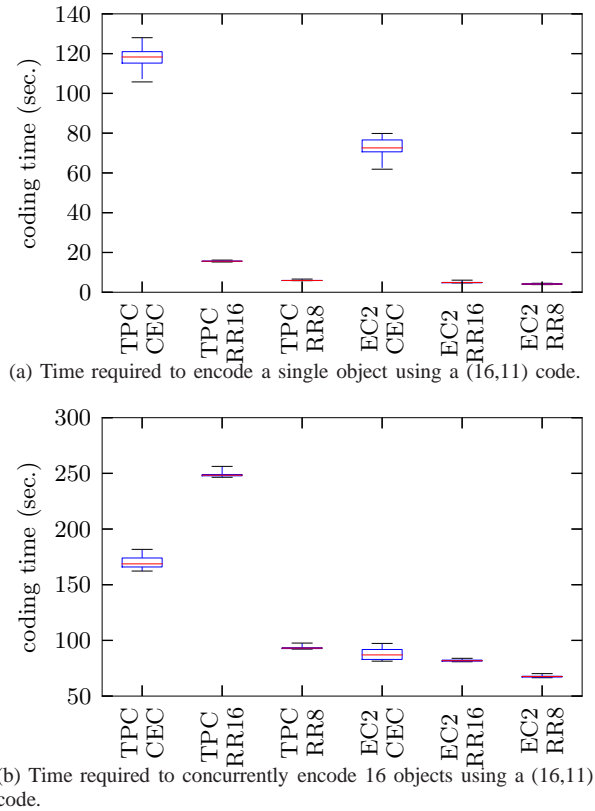 140
120
100
80
60
40
20
0
coding time (sec.)
TPC CEC
TPC RR16
TPC RR8
EC2 CEC
EC2 RR16
EC2 RR8
(a) Time required to encode a single object using a (16,11) code.
300
250
200
150
100
50
coding time (sec.)
TPC CEC
TPC RR16
TPC RR8
EC2 CEC
EC2 RR16
EC2 RR8
(b) Time required to concurrently encode 16 objects using a (16,11)
code.